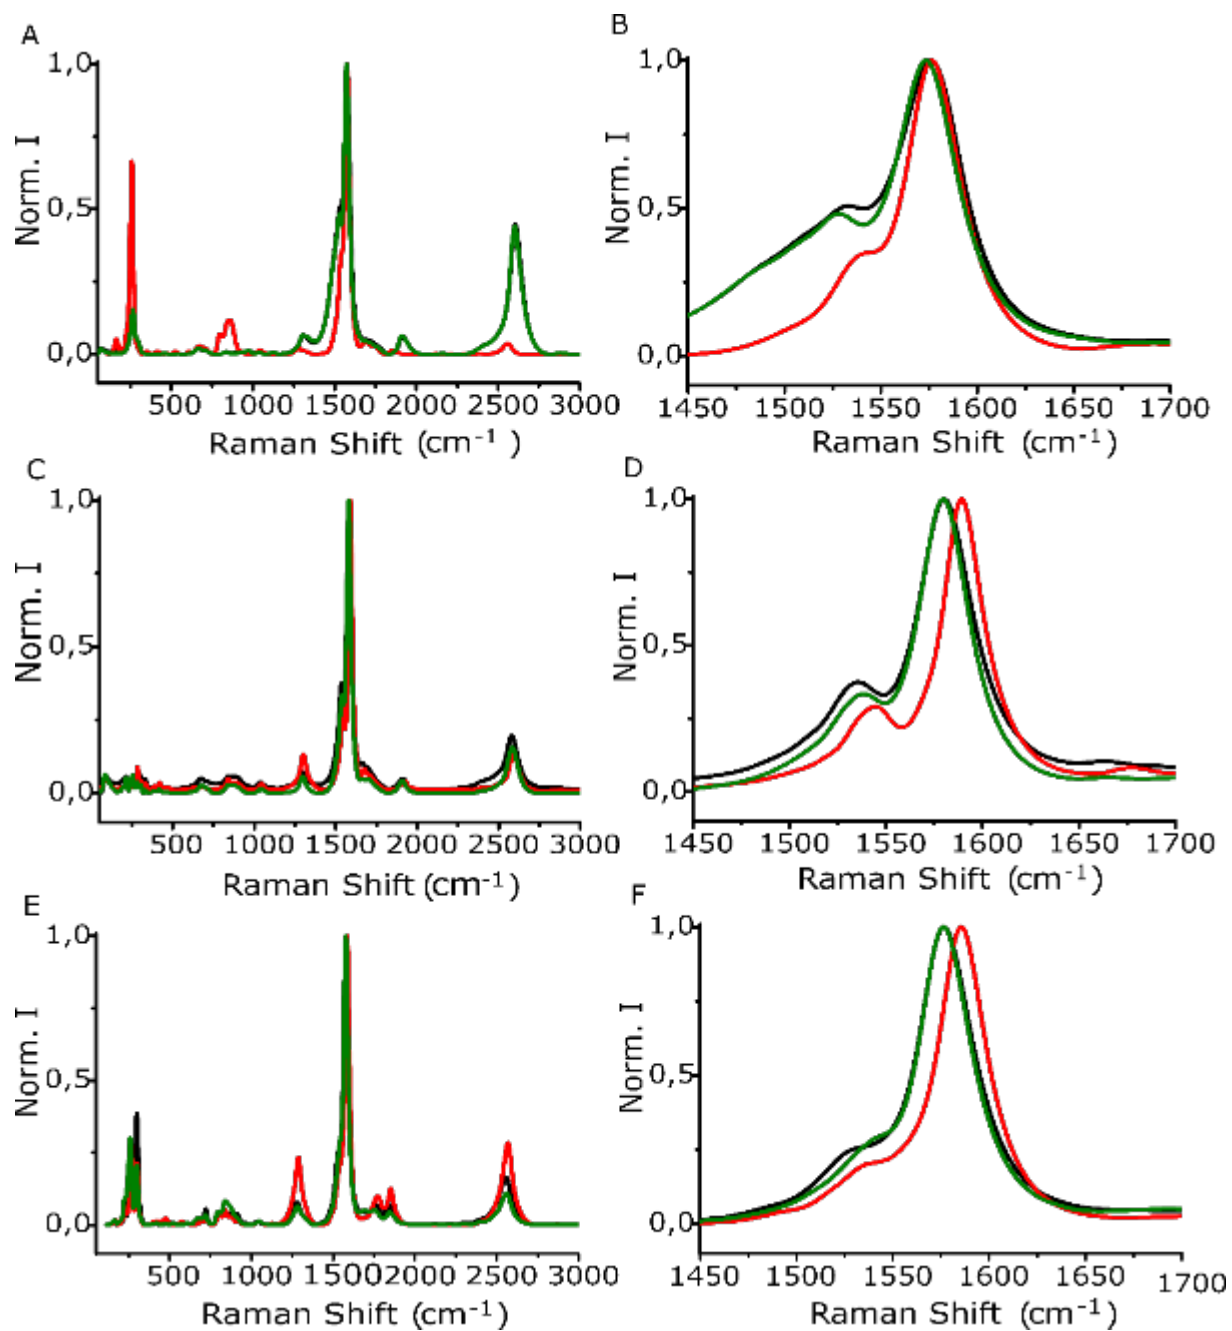 A
B
1,0
0,5
0,0
Norm. I
500 1000 1500 2000 2500 3000
Raman Shift (cm-1 )
1,0
0,5
0,0
Norm. I
1450 1500 1550 1600 1650 1700
Raman Shift (cm-1)
C
D
1,0
0,5
0,0
Norm. I
500 1000 1500 2000 2500 3000
Raman Shift (cm-1)
1,0
0,5
0,0
Norm. I
1450 1500 1550 1600 1650 1700
Raman Shift (cm-1)
E
F
1,0
0,5
0,0
Norm. I
500 1000 1500 2000 2500 3000
Raman Shift (cm-1)
1,0
0,5
0,0
Norm. I
1450 1500 1550 1600 1650 1700
Raman Shift (cm-1)